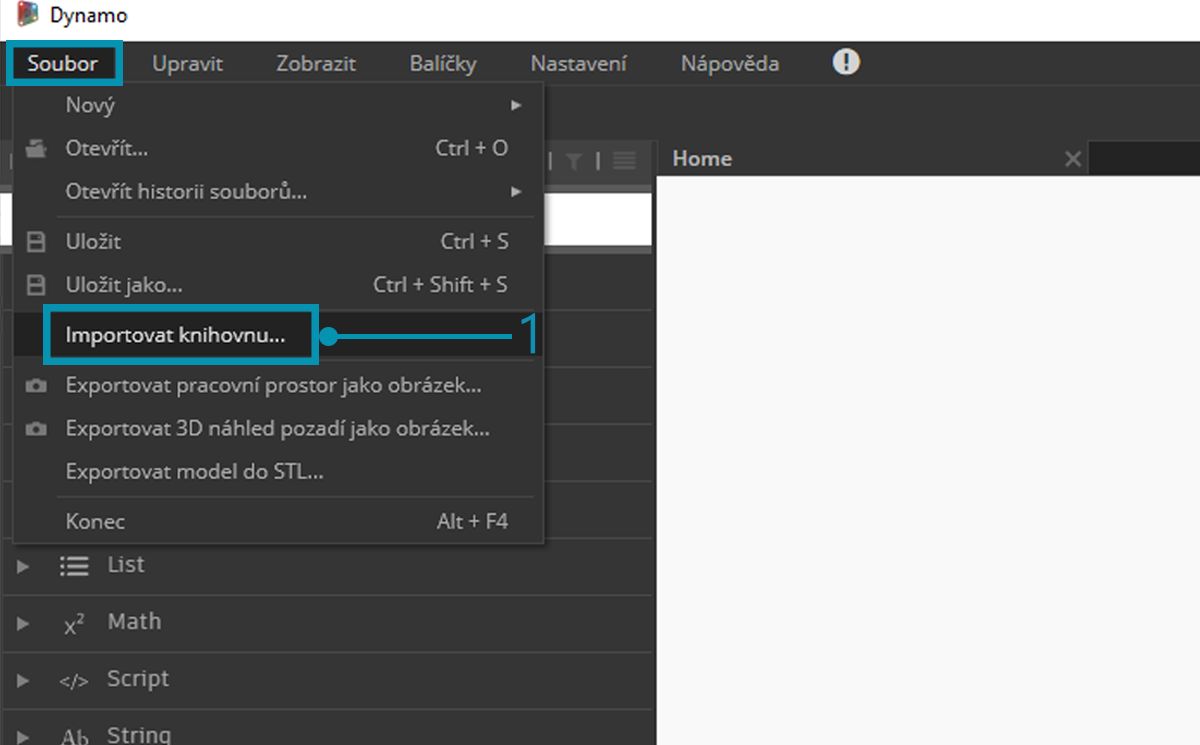 Dynamo
Soubor Upravit Zobrazit Balíčky Nastavení Nápověda
Nový
Otevřít... Ctrl + O
Otevřít historii souborů...
Home
Uložit Ctrl + S
Uložit jako... Ctrl + Shift + S
Importovat knihovnu... 1
Exportovat pracovní prostor jako obrázek...
Exportovat 3D náhled pozadí jako obrázek...
Exportovat model do STL...
Konec Alt + F4
List
x² Math
</> Script
Ab String